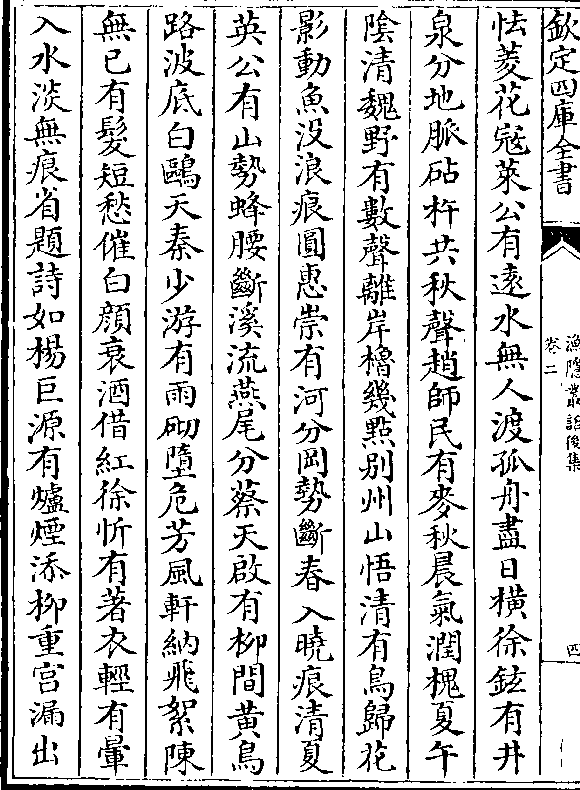 欽定四庫全書
漁隱叢話後集
卷二
四
怯菱花冦萊公有逺水無人渡孤舟盡日橫徐鉉有井
泉分地脈砧杵共秋聲趙師民有麥秋晨氣潤槐夏午
陰清魏野有數聲離岸櫓幾點别州山悟清有鳥歸花
影動魚没浪痕圓惠崇有河分岡勢斷春入曉痕清夏
英公有山勢蜂腰斷溪流燕尾分蔡天啟有柳間黄鳥
路波底白鷗天秦少游有雨砌墮危芳風軒納飛絮陳
無已有髮短愁催白顔衰酒借紅徐忻有著衣輕有暈
入水淡無痕省題詩如楊巨源有爐煙添柳重宫漏出